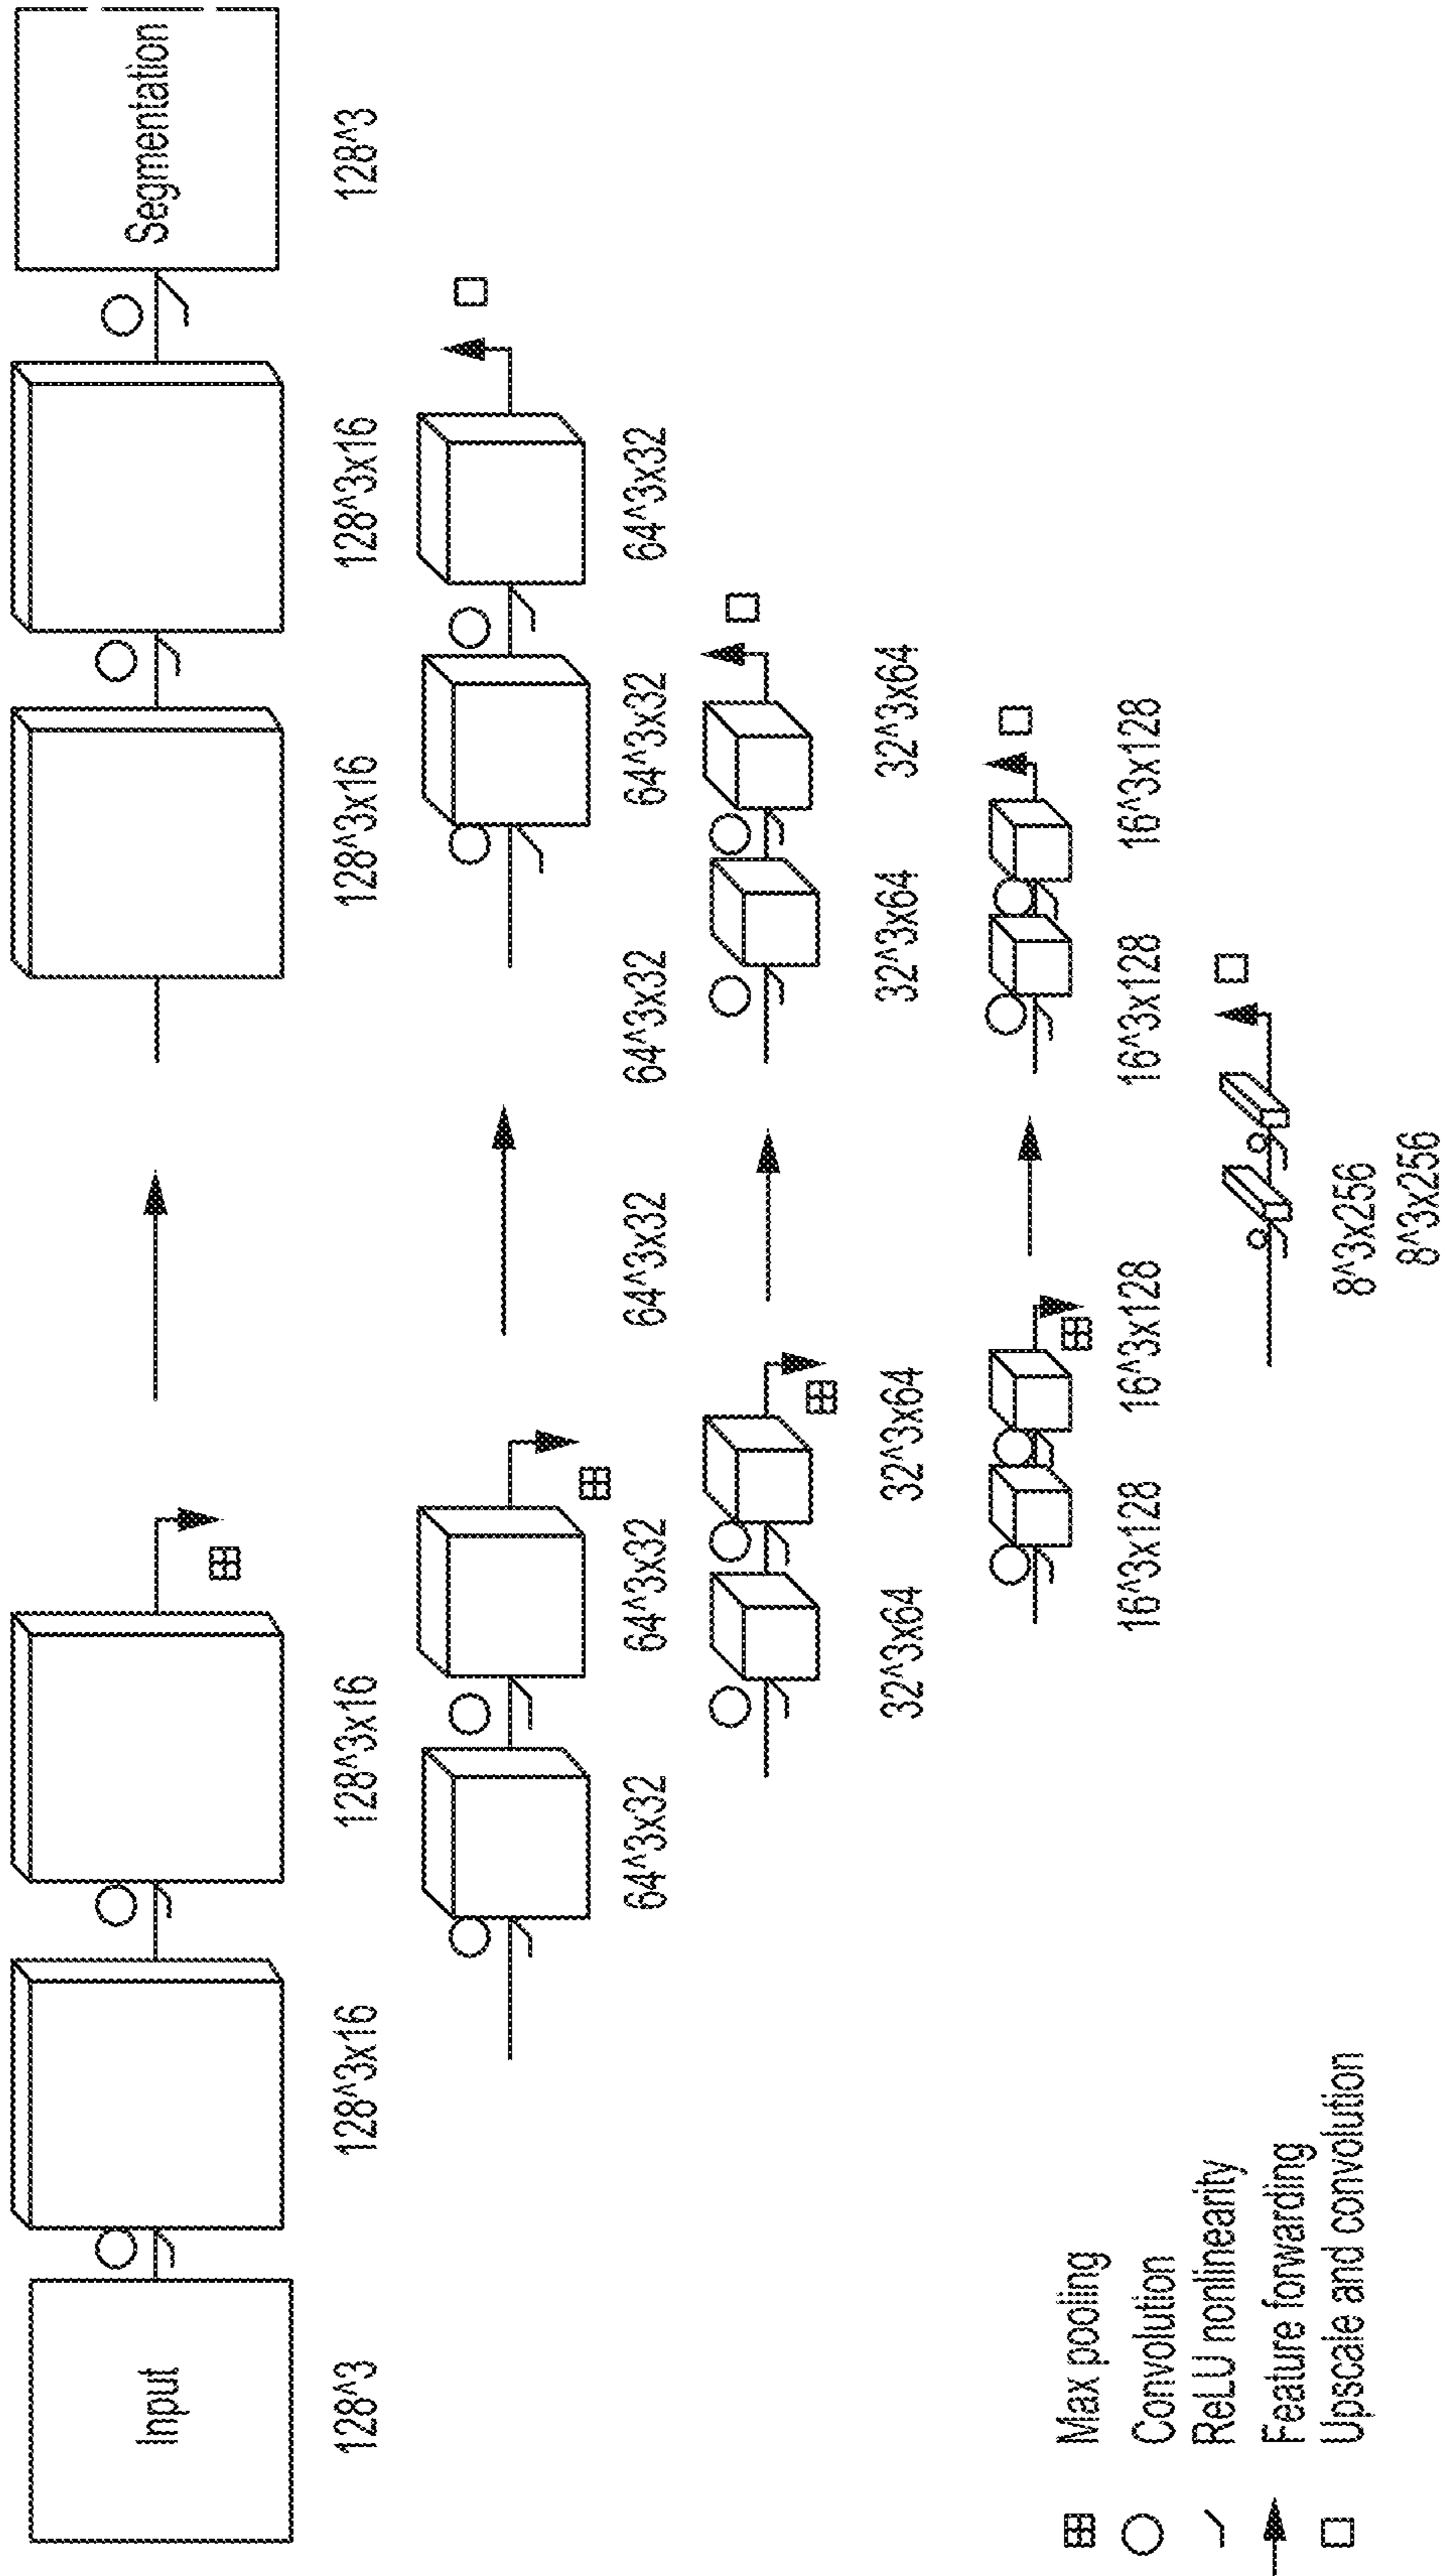 Input
Segmentation
128^3
128^3x16
128^3x16
128^3x16
128^3x16
128^3
64^3x32
64^3x32
64^3x32
64^3x32
64^3x32
64^3x32
32^3x64
32^3x64
32^3x64
32^3x64
16^3x128
16^3x128
16^3x128
16^3x128
8^3x256
8^3x256
Max pooling
Convolution
ReLU nonlinearity
Feature forwarding
Upscale and convolution